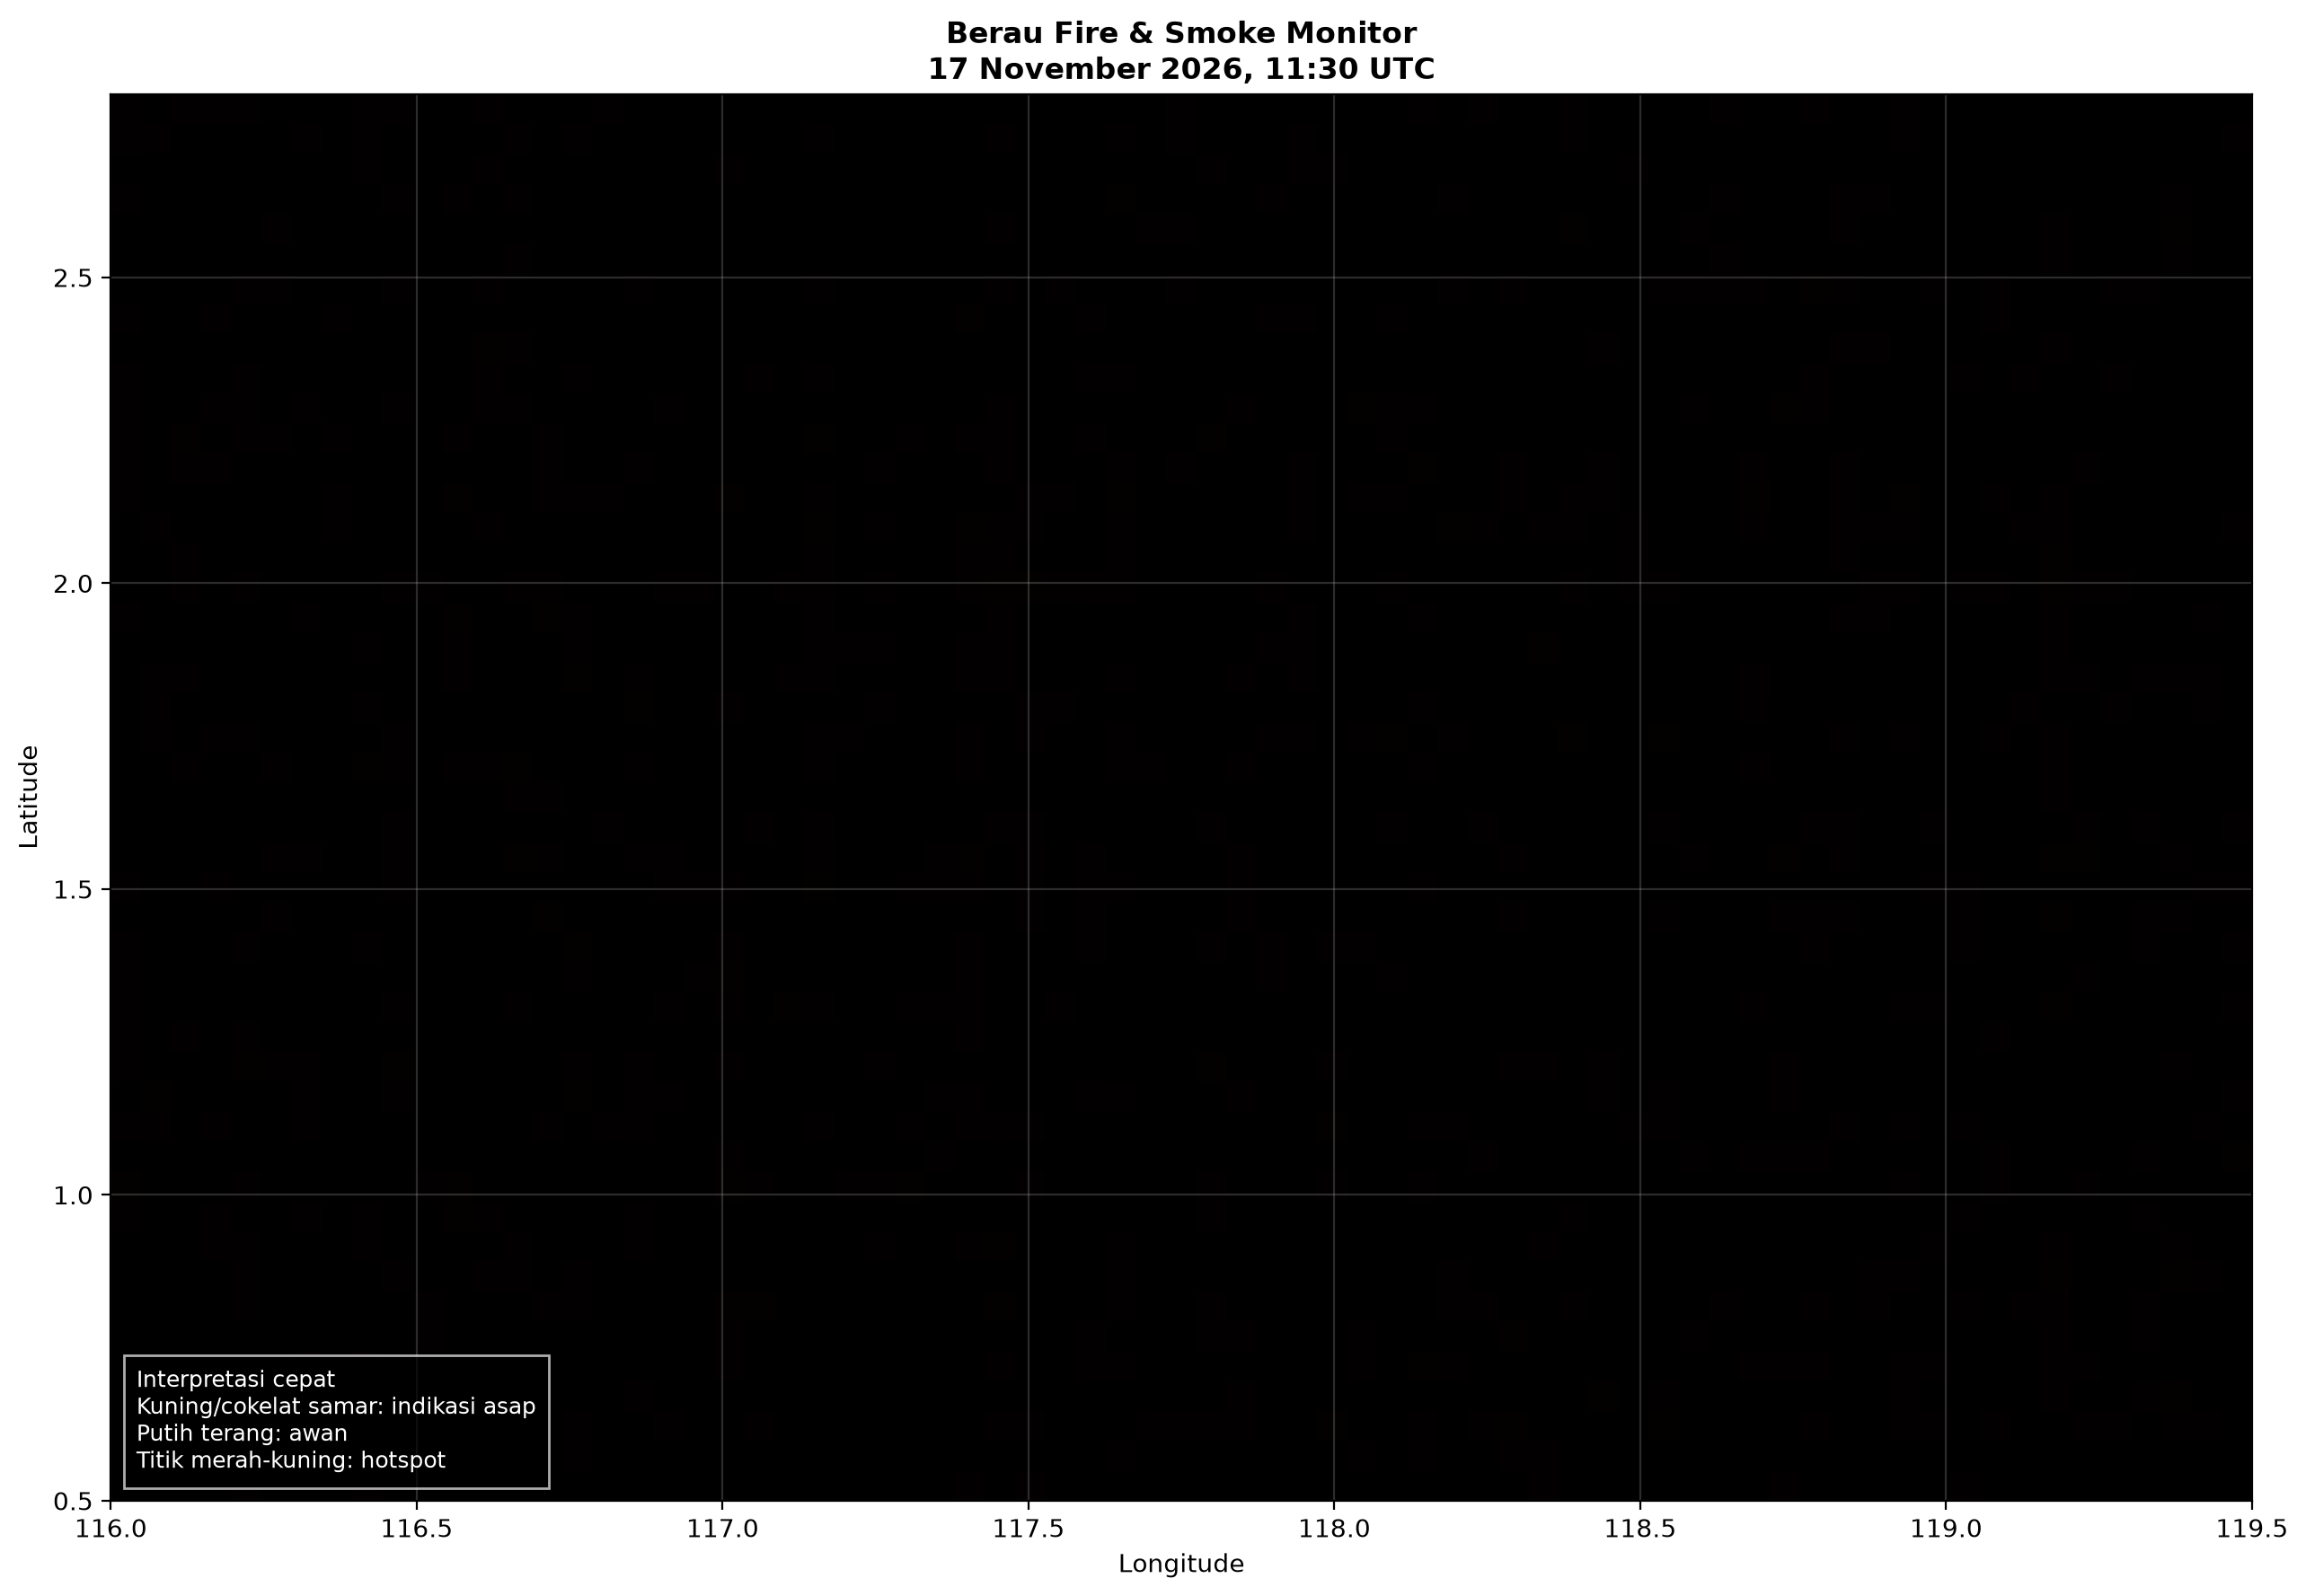 Berau Fire & Smoke Monitor
17 November 2026, 11:30 UTC
Latitude
2.5
2.0
1.5
1.0
0.5
Interpretasi cepat
Kuning/cokelat samar: indikasi asap
Putih terang: awan
Titik merah-kuning: hotspot
116.0 116.5 117.0 117.5 118.0 118.5 119.0 119.5
Longitude